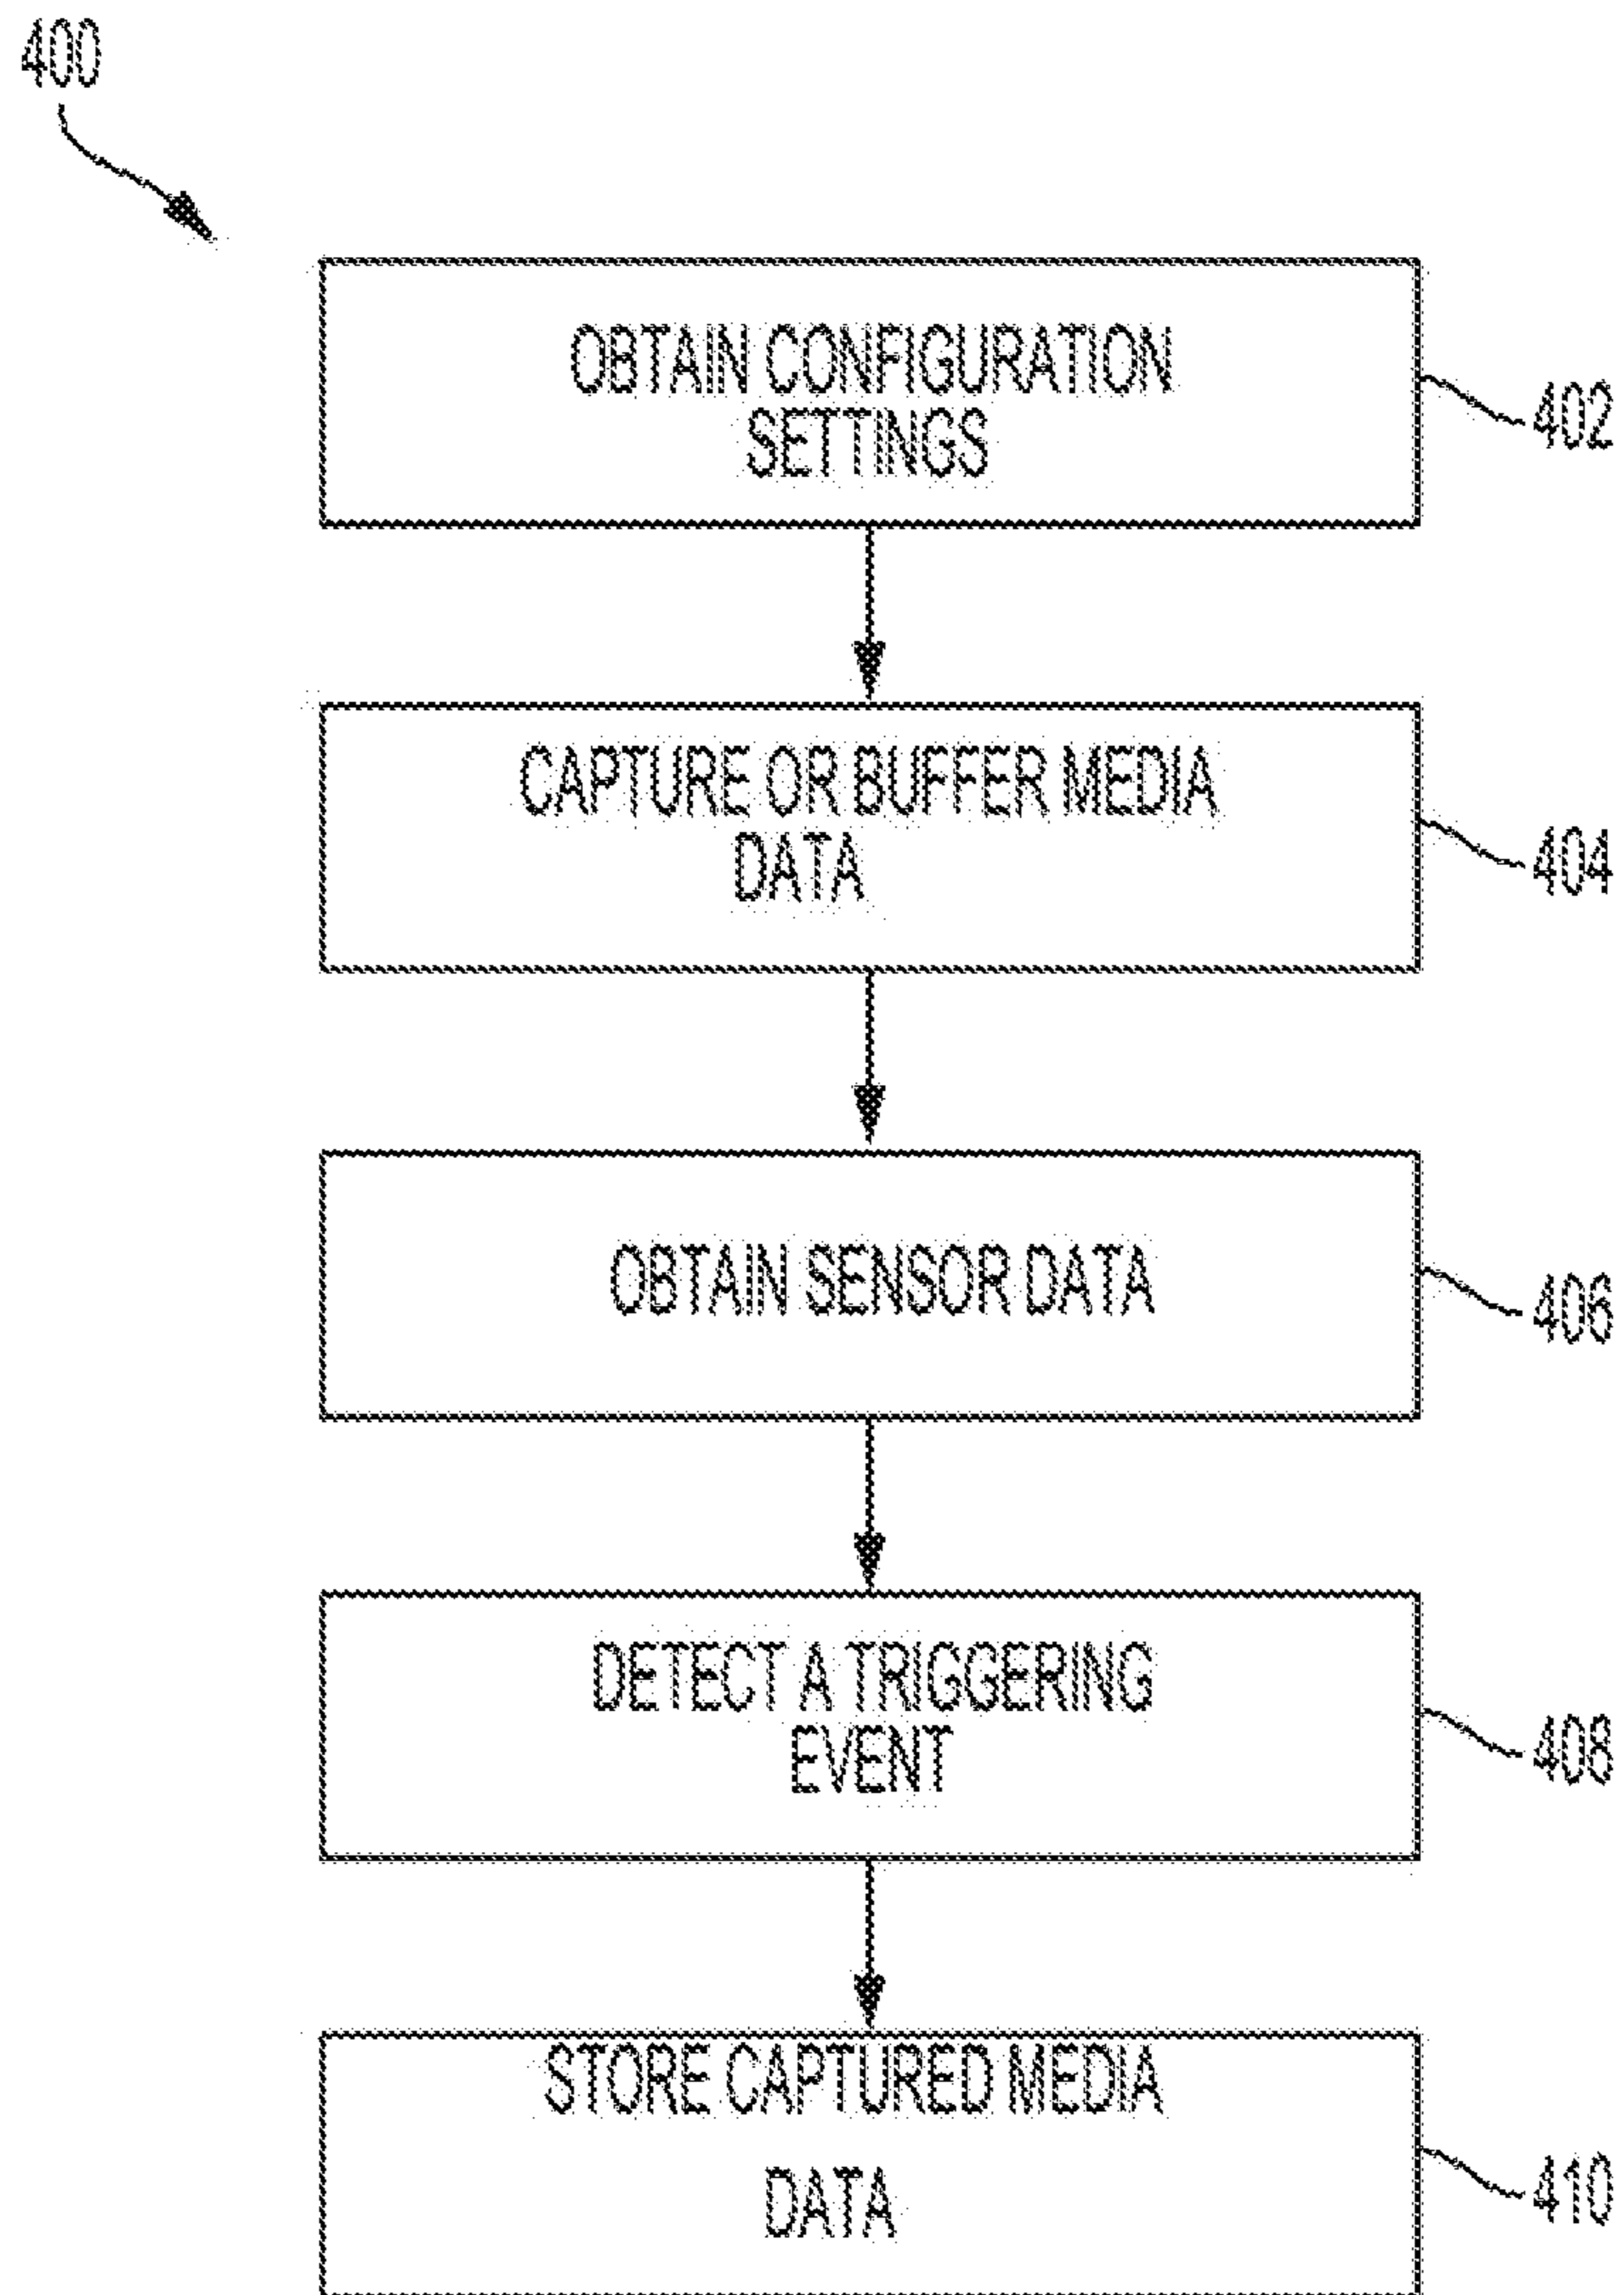 400
OBTAIN CONFIGURATION
SETTINGS
402
CAPTURE OR BUFFER MEDIA
DATA
404
OBTAIN SENSOR DATA
406
DETECT A TRIGGERING
EVENT
408
STORE CAPTURED MEDIA
DATA
410